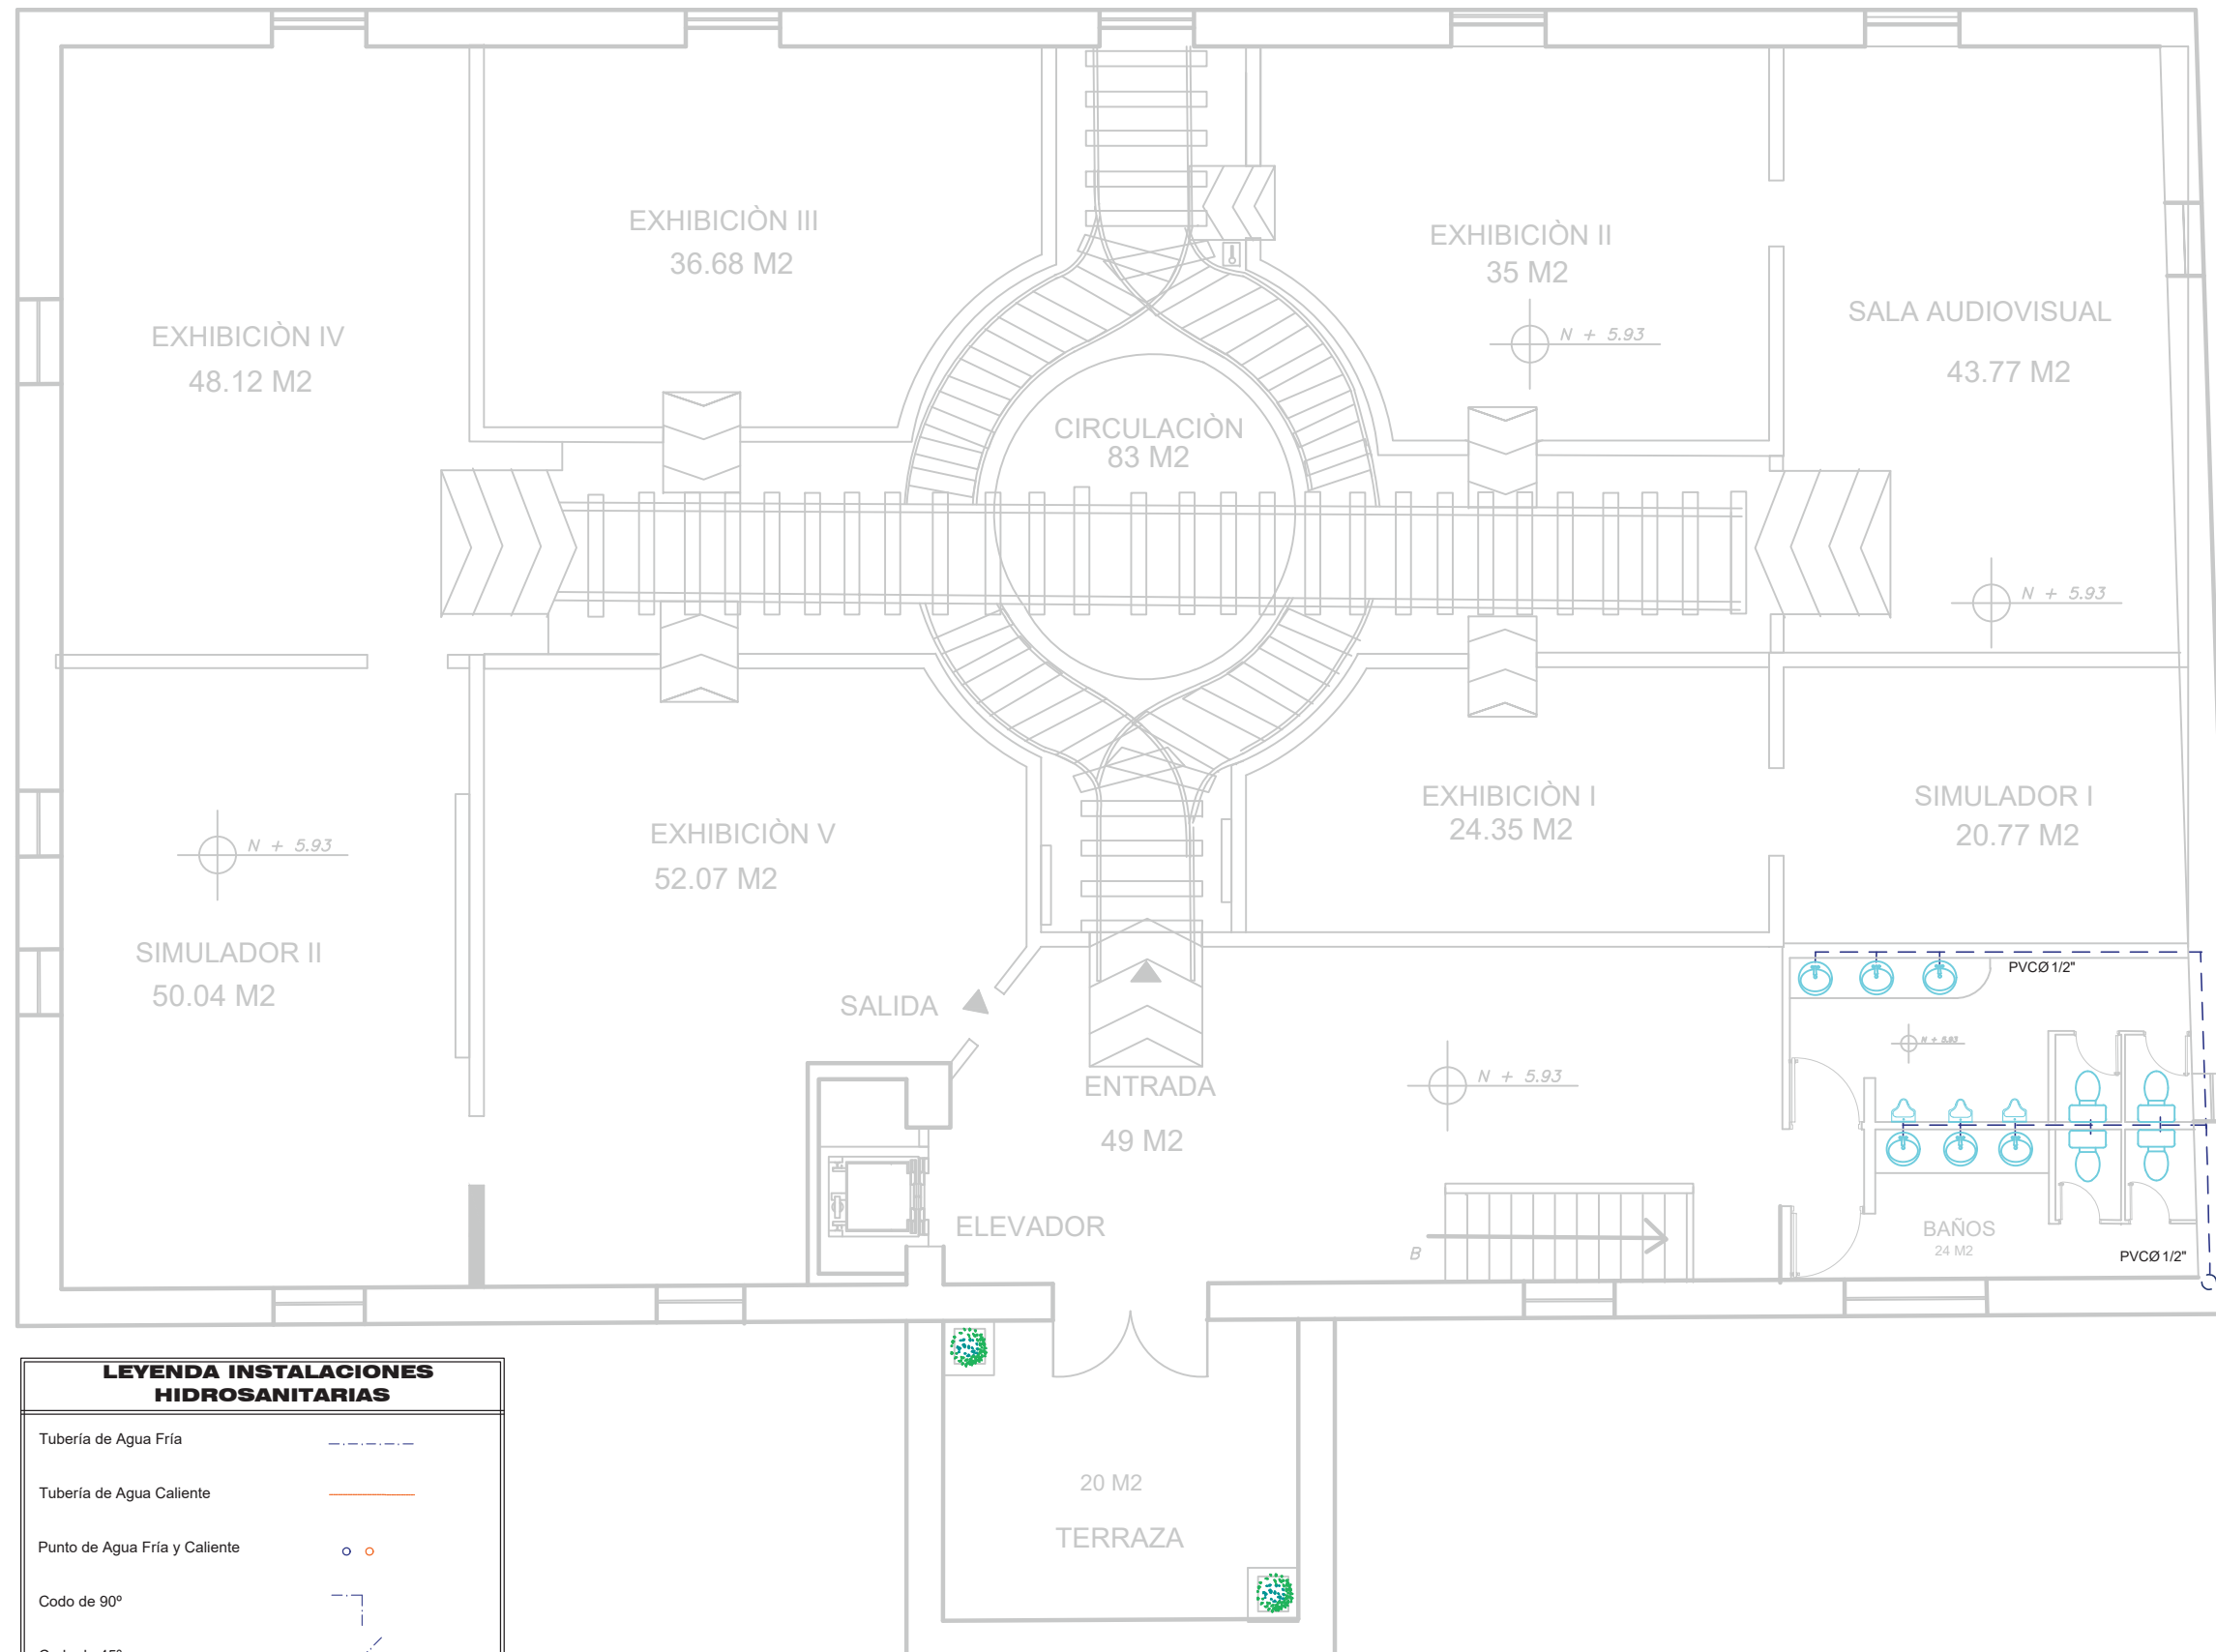 EXHIBICIÒN III
36.68 M2
EXHIBICIÒN II
35 M2
N + 5.93
EXHIBICIÒN IV
48.12 M2
SALA AUDIOVISUAL
43.77 M2
CIRCULACIÒN
83 M2
N + 5.93
EXHIBICIÒN I
24.35 M2
SIMULADOR I
20.77 M2
N + 5.93
EXHIBICIÒN V
52.07 M2
SIMULADOR II
50.04 M2
SALIDA
PVCØ 1/2"
N + 5.93
ENTRADA
49 M2
N + 5.93
ELEVADOR
B
BAÑOS
24 M2
PVCØ 1/2"
LEYENDA INSTALACIONES
HIDROSANITARIAS
Tubería de Agua Fría
Tubería de Agua Caliente
Punto de Agua Fría y Caliente
Codo de 90º
20 M2
TERRAZA